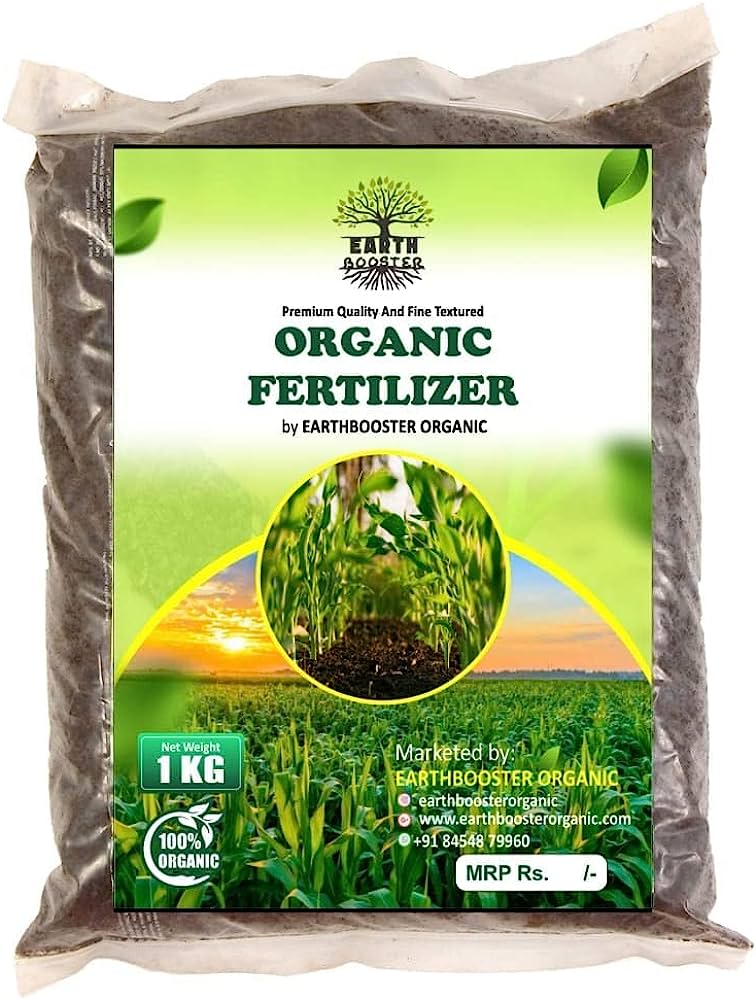 EARTH
BOOSTER
Premium Quality And Fine Textured
ORGANIC
FERTILIZER
by EARTHBOOSTER ORGANIC
Net Weight
1 KG
100%
ORGANIC
Marketed by:
EARTHBOOSTER ORGANIC
earthboosterorganic
www.earthboosterorganic.com
+91 84548 79960
MRP Rs. /-